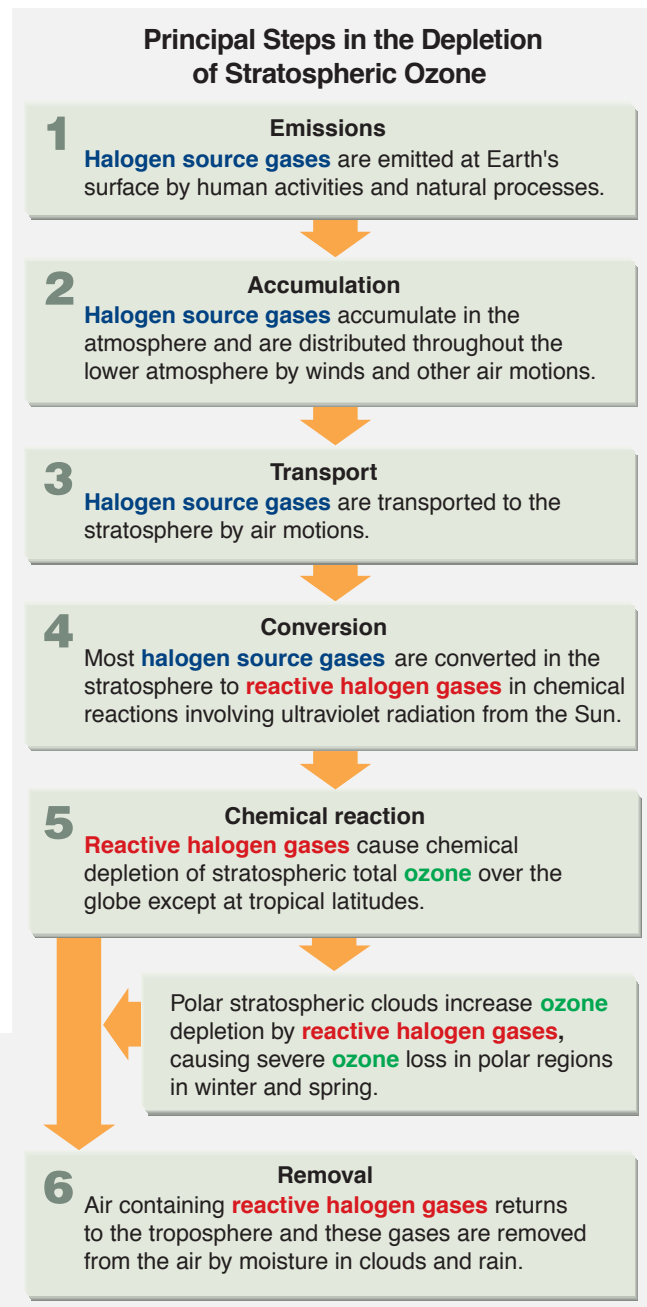 Principal Steps in the Depletion
of Stratospheric Ozone
1
Emissions
Halogen source gases are emitted at Earth's
surface by human activities and natural processes.
2
Accumulation
Halogen source gases accumulate in the
atmosphere and are distributed throughout the
lower atmosphere by winds and other air motions.
3
Transport
Halogen source gases are transported to the
stratosphere by air motions.
4
Conversion
Most halogen source gases are converted in the
stratosphere to reactive halogen gases in chemical
reactions involving ultraviolet radiation from the Sun.
5
Chemical reaction
Reactive halogen gases cause chemical
depletion of stratospheric total ozone over the
globe except at tropical latitudes.
Polar stratospheric clouds increase ozone
depletion by reactive halogen gases,
causing severe ozone loss in polar regions
in winter and spring.
6
Removal
Air containing reactive halogen gases returns
to the troposphere and these gases are removed
from the air by moisture in clouds and rain.